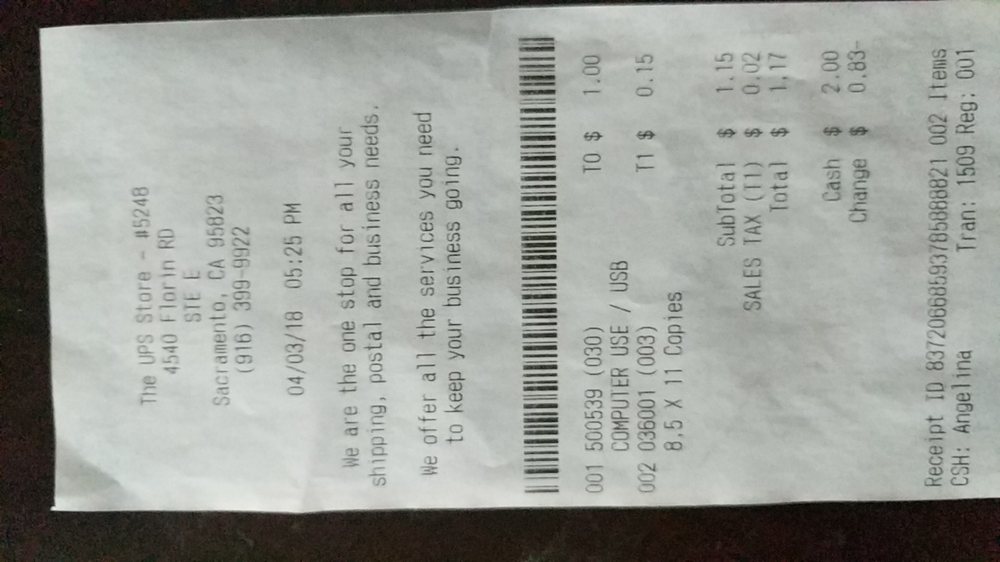 The UPS Store - #5248
4540 Florin RD
STE E
Sacramento, CA 95823
(916) 399-9922
04/03/18 05:25 PM
We are the one stop for all your
shipping, postal and business needs.
We offer all the services you need
to keep your business going.
001 500539 (030) T0 $ 1.00
COMPUTER USE / USB
002 036001 (003) T1 $ 0.15
8.5 X 11 Copies
SubTotal $ 1.15
SALES TAX (T1) $ 0.02
Total $ 1.17
Cash $ 2.00
Change $ 0.83-
Receipt ID 83720668593785888821 002 Items
CSH: Angelina Tran: 1509 Reg: 001